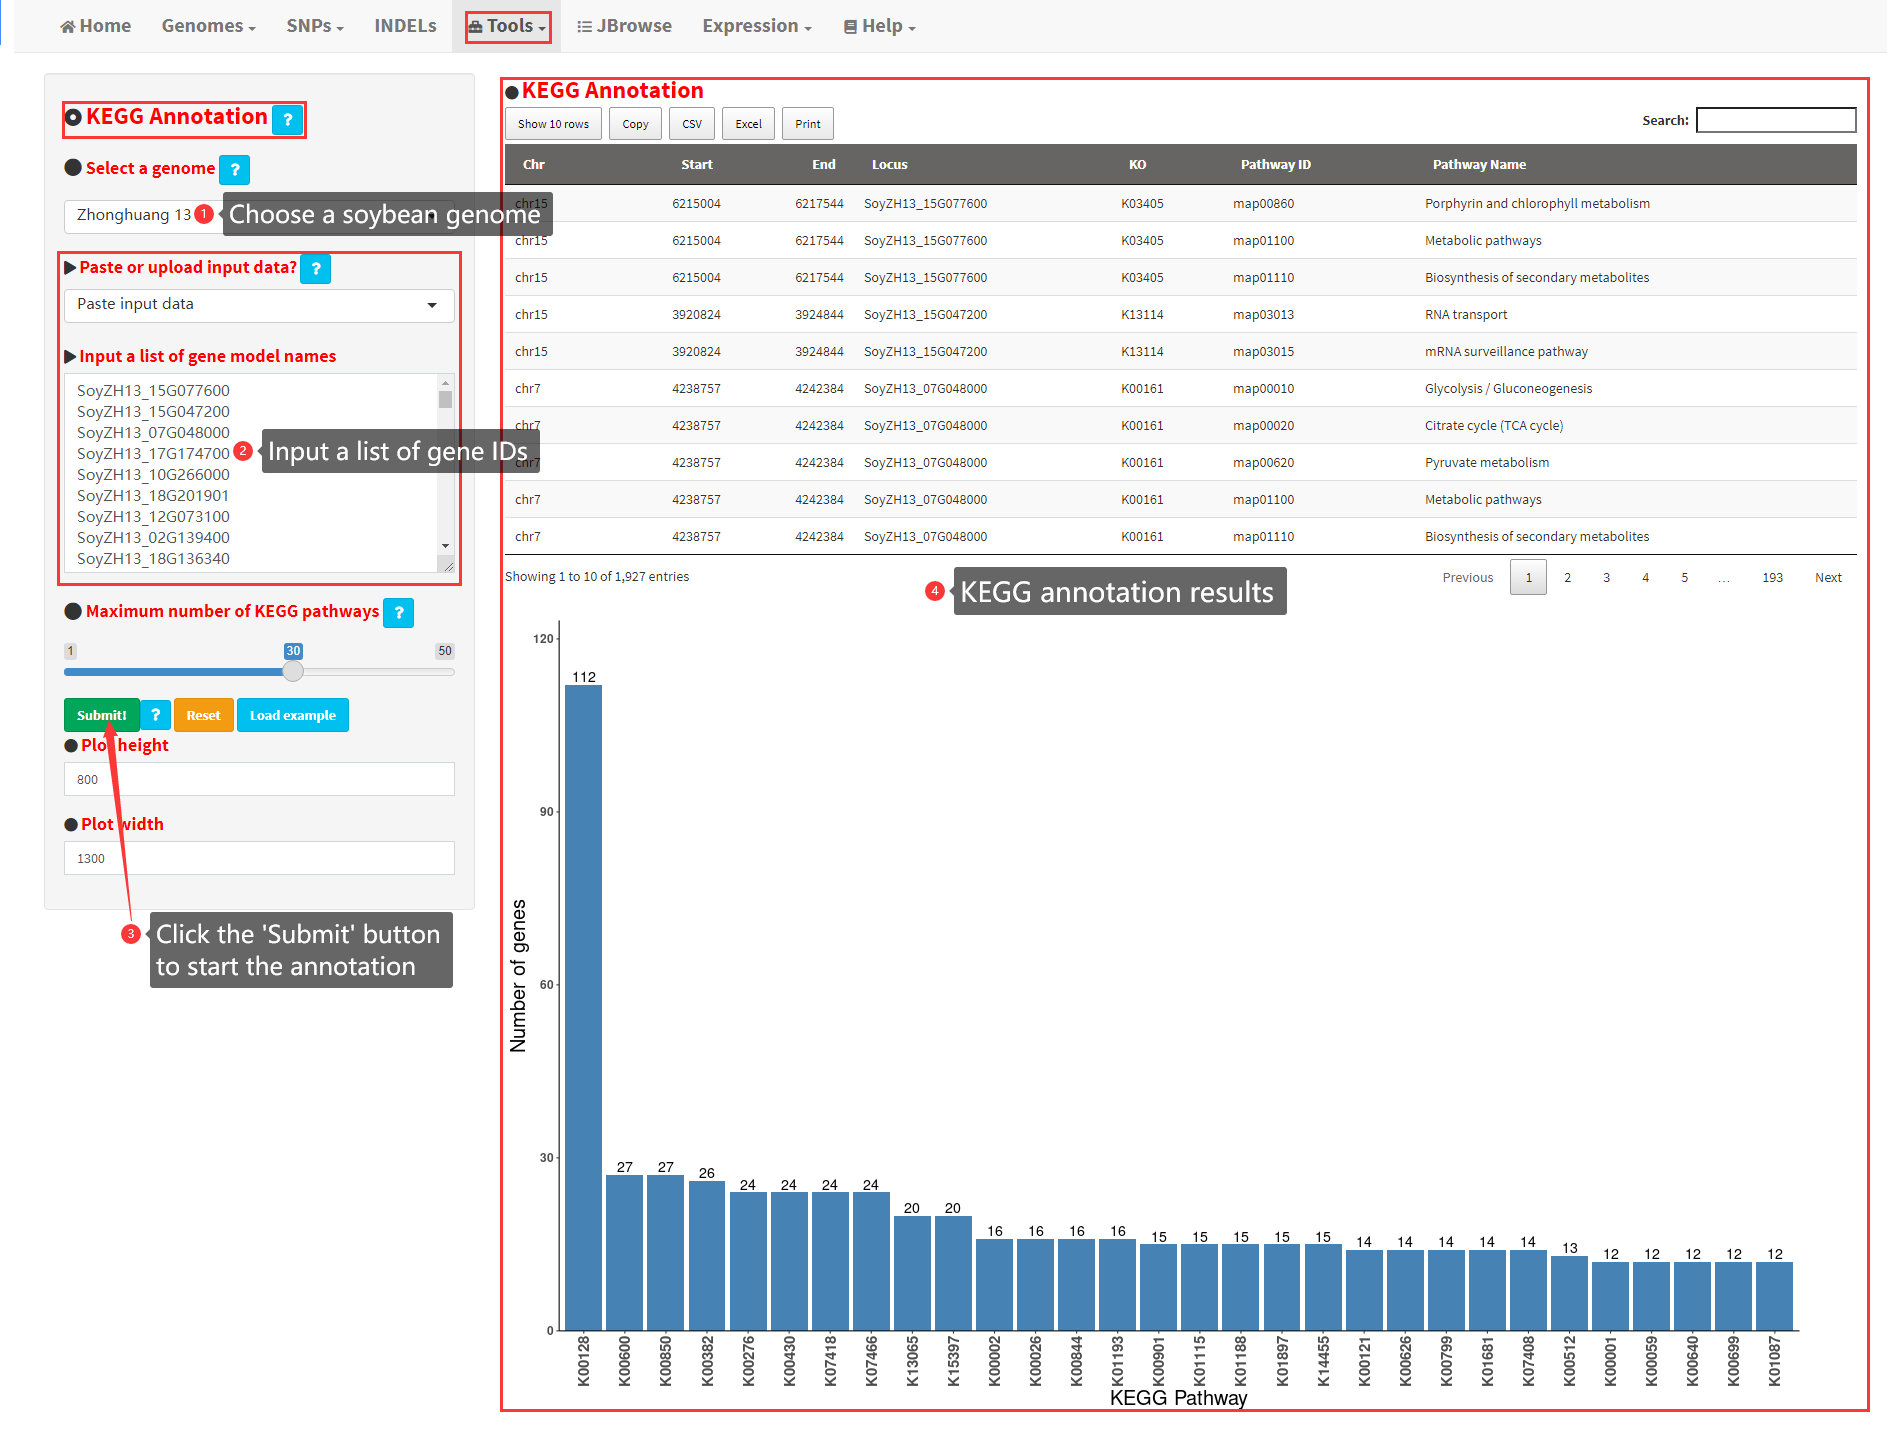 Home Genomes SNPs INDELs Tools JBrowse Expression Help
KEGG Annotation ?
Select a genome ?
Zhonghuang 13
1 Choose a soybean genome
Paste or upload input data? ?
Paste input data
Input a list of gene model names
SoyZH13_15G077600
SoyZH13_15G047200
SoyZH13_07G048000
SoyZH13_17G174700
SoyZH13_10G266000
SoyZH13_18G201901
SoyZH13_12G073100
SoyZH13_02G139400
SoyZH13_18G136340
2 Input a list of gene IDs
Maximum number of KEGG pathways ?
1 30 50
Submit! ? Reset Load example
Plot height
800
Plot width
1300
3 Click the 'Submit' button
to start the annotation
KEGG Annotation
Show 10 rows Copy CSV Excel Print Search:
Chr Start End Locus KO Pathway ID Pathway Name
chr15 6215004 6217544 SoyZH13_15G077600 K03405 map00860 Porphyrin and chlorophyll metabolism
chr15 6215004 6217544 SoyZH13_15G077600 K03405 map01100 Metabolic pathways
chr15 6215004 6217544 SoyZH13_15G077600 K03405 map01110 Biosynthesis of secondary metabolites
chr15 3920824 3924844 SoyZH13_15G047200 K13114 map03013 RNA transport
chr15 3920824 3924844 SoyZH13_15G047200 K13114 map03015 mRNA surveillance pathway
chr7 4238757 4242384 SoyZH13_07G048000 K00161 map00010 Glycolysis / Gluconeogenesis
chr7 4238757 4242384 SoyZH13_07G048000 K00161 map00020 Citrate cycle (TCA cycle)
chr7 4238757 4242384 SoyZH13_07G048000 K00161 map00620 Pyruvate metabolism
chr7 4238757 4242384 SoyZH13_07G048000 K00161 map01100 Metabolic pathways
chr7 4238757 4242384 SoyZH13_07G048000 K00161 map01110 Biosynthesis of secondary metabolites
Showing 1 to 10 of 1,927 entries Previous 1 2 3 4 5 … 193 Next
4 KEGG annotation results
Number of genes
120
90
60
30
0
112 27 27 26 24 24 24 24 20 20 16 16 16 16 15 15 15 15 15 14 14 14 14 14 13 12 12 12 12 12
K00128 K00600 K00850 K00382 K00276 K00430 K07418 K07466 K13065 K15397 K00002 K00026 K00844 K01193 K00901 K01115 K01188 K01897 K14455 K00121 K00626 K00799 K01681 K07408 K00512 K00001 K00059 K00640 K00699 K01087
KEGG Pathway